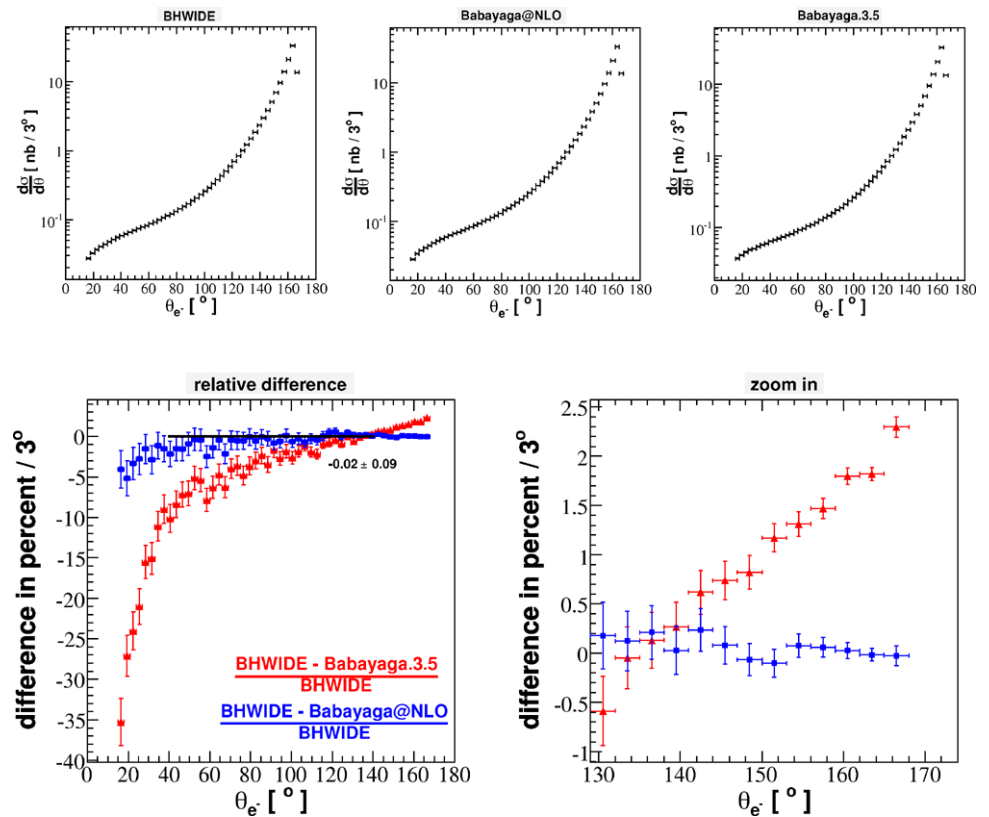 BHWIDE
dσ
dθ [ nb / 3° ]
10
1
10⁻¹
0 20 40 60 80 100 120 140 160 180
θe⁻ [ ° ]
Babayaga@NLO
dσ
dθ [ nb / 3° ]
10
1
10⁻¹
0 20 40 60 80 100 120 140 160 180
θe⁻ [ ° ]
Babayaga.3.5
dσ
dθ [ nb / 3° ]
10
1
10⁻¹
0 20 40 60 80 100 120 140 160 180
θe⁻ [ ° ]
relative difference
difference in percent / 3°
0
-5
-10
-15
-20
-25
-30
-35
-40
-0.02 ± 0.09
BHWIDE - Babayaga.3.5
BHWIDE
BHWIDE - Babayaga@NLO
BHWIDE
0 20 40 60 80 100 120 140 160 180
θe⁻ [ ° ]
zoom in
difference in percent / 3°
2.5
2
1.5
1
0.5
0
-0.5
-1
130 140 150 160 170
θe⁻ [ ° ]